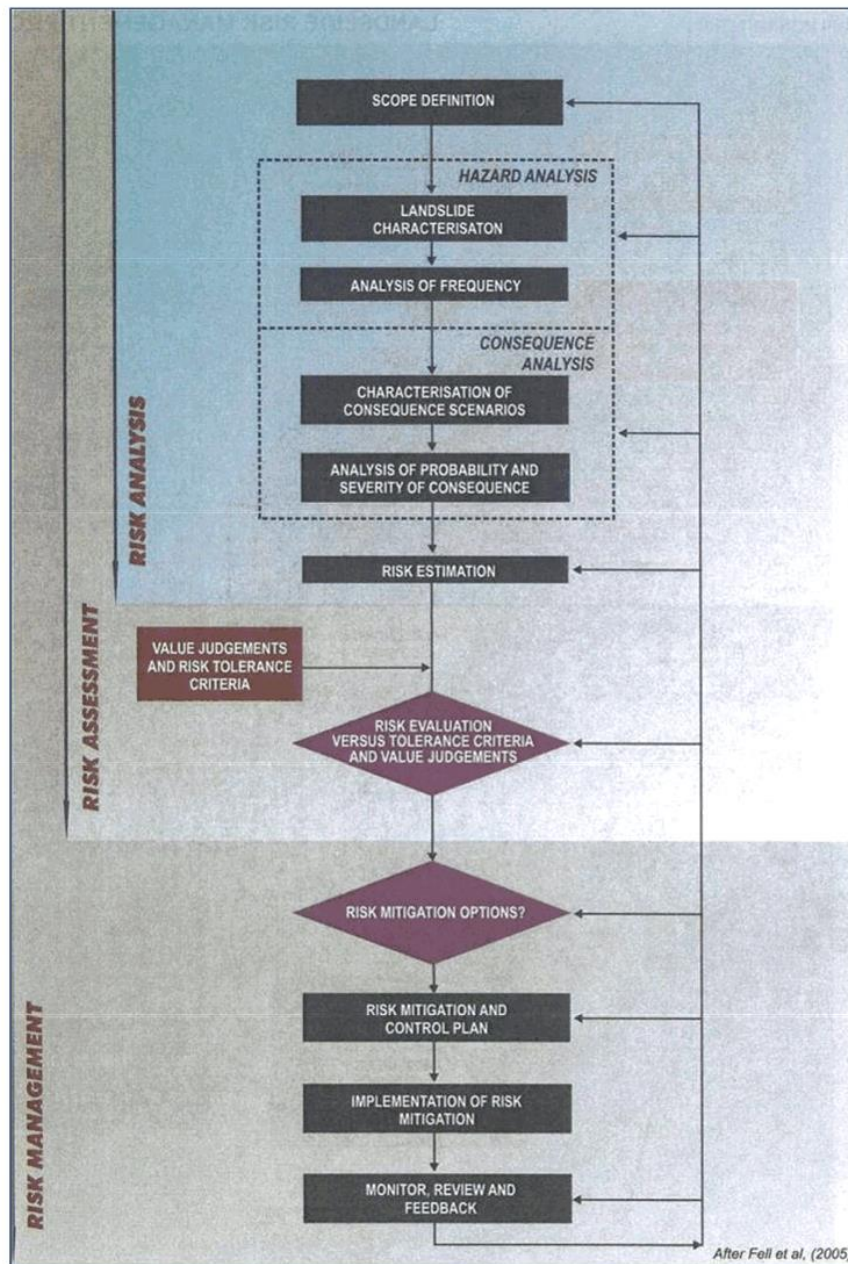 LANDSLIDE RISK MANAGEMENT
SCOPE DEFINITION
HAZARD ANALYSIS
LANDSLIDE
CHARACTERISATON
ANALYSIS OF FREQUENCY
CONSEQUENCE
ANALYSIS
CHARACTERISATION OF
CONSEQUENCE SCENARIOS
ANALYSIS OF PROBABILITY AND
SEVERITY OF CONSEQUENCE
RISK ANALYSIS
RISK ESTIMATION
VALUE JUDGEMENTS
AND RISK TOLERANCE
CRITERIA
RISK ASSESSMENT
RISK EVALUATION
VERSUS TOLERANCE CRITERIA
AND VALUE JUDGEMENTS
RISK MITIGATION OPTIONS?
RISK MITIGATION AND
CONTROL PLAN
RISK MANAGEMENT
IMPLEMENTATION OF RISK
MITIGATION
MONITOR, REVIEW AND
FEEDBACK
After Fell et al, (2005)